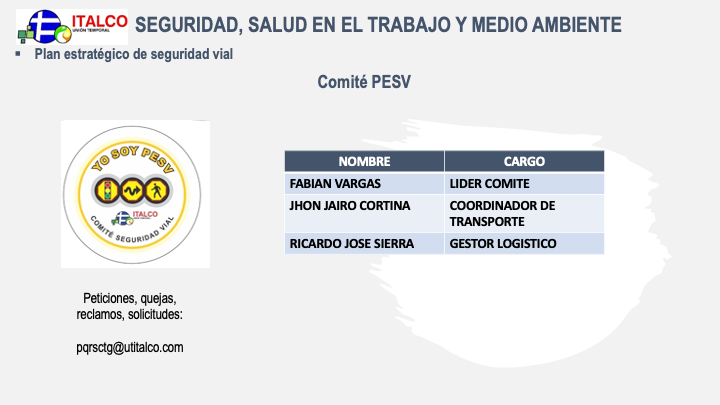 ITALCO
UNIÓN TEMPORAL
SEGURIDAD, SALUD EN EL TRABAJO Y MEDIO AMBIENTE
▪ Plan estratégico de seguridad vial
Comité PESV
YO SOY PESV
ITALCO
COMITÉ SEGURIDAD VIAL
NOMBRE CARGO
FABIAN VARGAS LIDER COMITE
JHON JAIRO CORTINA COORDINADOR DE
TRANSPORTE
RICARDO JOSE SIERRA GESTOR LOGISTICO
Peticiones, quejas,
reclamos, solicitudes:
pqrsctg@utitalco.com